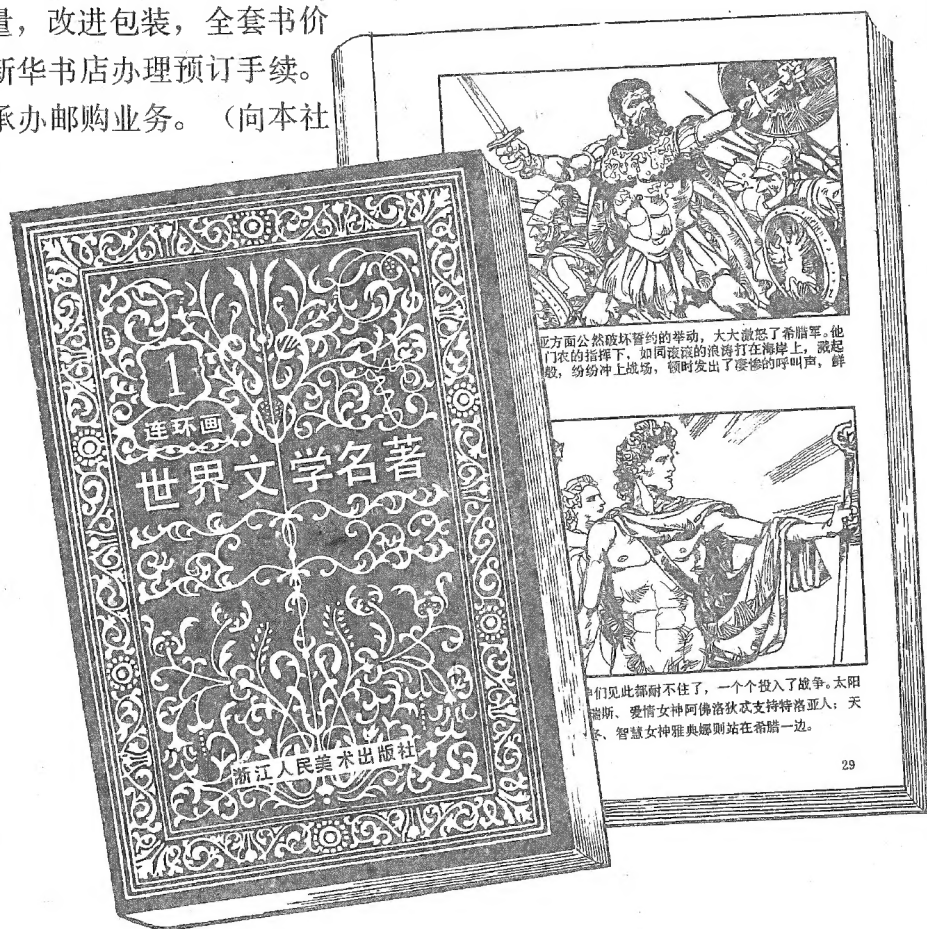 量，改进包装，全套书价
新华书店办理预订手续。
承办邮购业务。（向本社
1
连环画
世界文学名著
浙江人民美术出版社
亚方面公然破坏誓约的举动，大大激怒了希腊军。他
门农的指挥下，如同滚滚的浪涛打在海岸上，溅起
般，纷纷冲上战场，顿时发出了凄惨的呼叫声，鲜
们见此都耐不住了，一个个投入了战争。太阳
瑞斯、爱情女神阿佛洛狄忒支持特洛亚人；天
、智慧女神雅典娜则站在希腊一边。
29